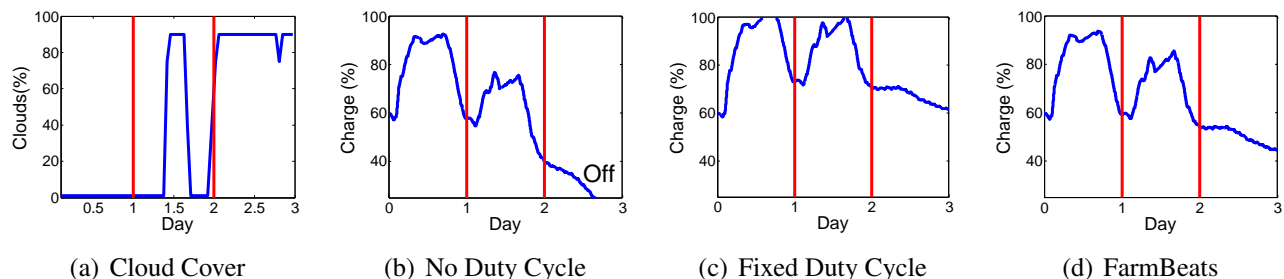 100
80
60
40
20
0
Clouds(%)
0.5 1 1.5 2 2.5 3
Day
(a) Cloud Cover
100
80
60
40
Charge (%)
Off
0 1 2 3
Day
(b) No Duty Cycle
100
80
60
40
Charge (%)
0 1 2 3
Day
(c) Fixed Duty Cycle
100
80
60
40
Charge (%)
0 1 2 3
Day
(d) FarmBeats